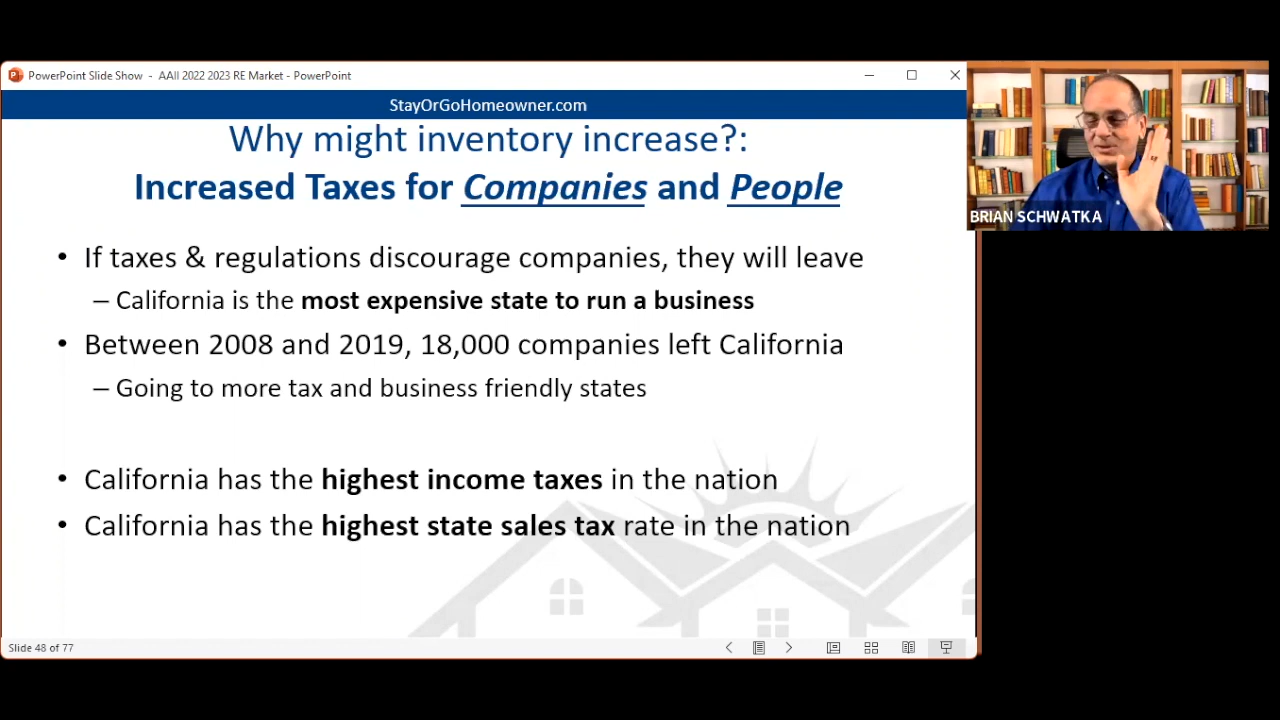 PowerPoint Slide Show - AAII 2022 2023 RE Market - PowerPoint
StayOrGoHomeowner.com
Why might inventory increase?:
Increased Taxes for Companies and People
• If taxes & regulations discourage companies, they will leave
– California is the most expensive state to run a business
• Between 2008 and 2019, 18,000 companies left California
– Going to more tax and business friendly states
• California has the highest income taxes in the nation
• California has the highest state sales tax rate in the nation
BRIAN SCHWATKA
Slide 48 of 77